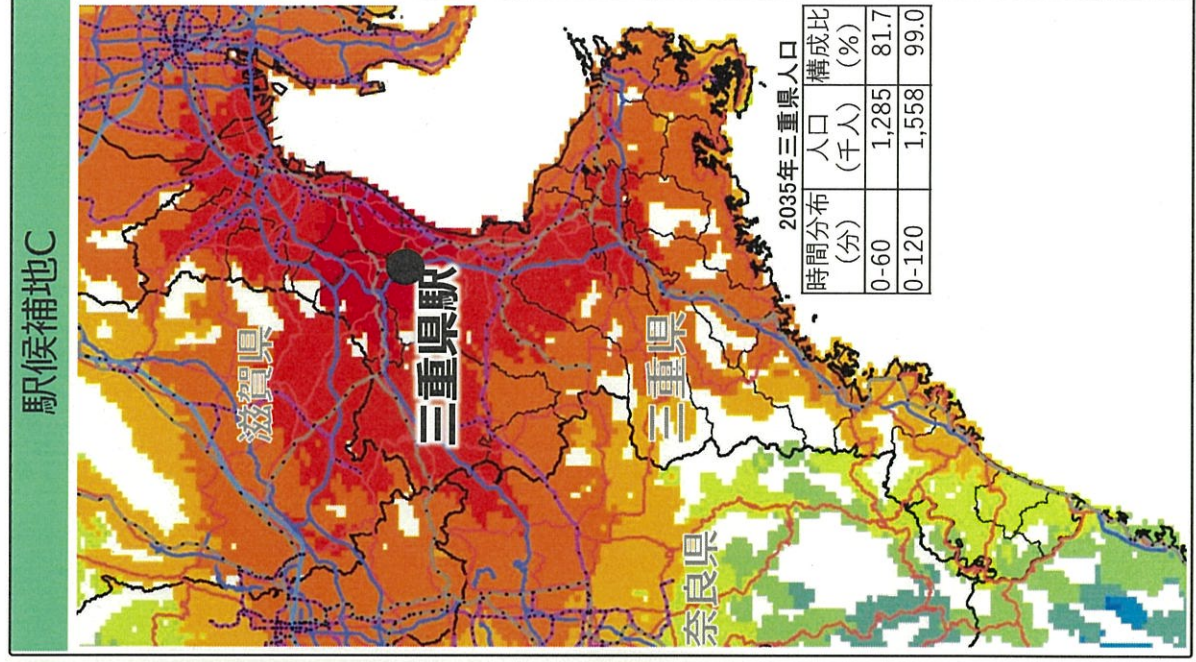 駅候補地C
滋賀県
三重県駅
三重県
奈良県
2035年三重県人口
時間分布 人口 構成比
(分) (千人) (%)
0-60 1,285 81.7
0-120 1,558 99.0